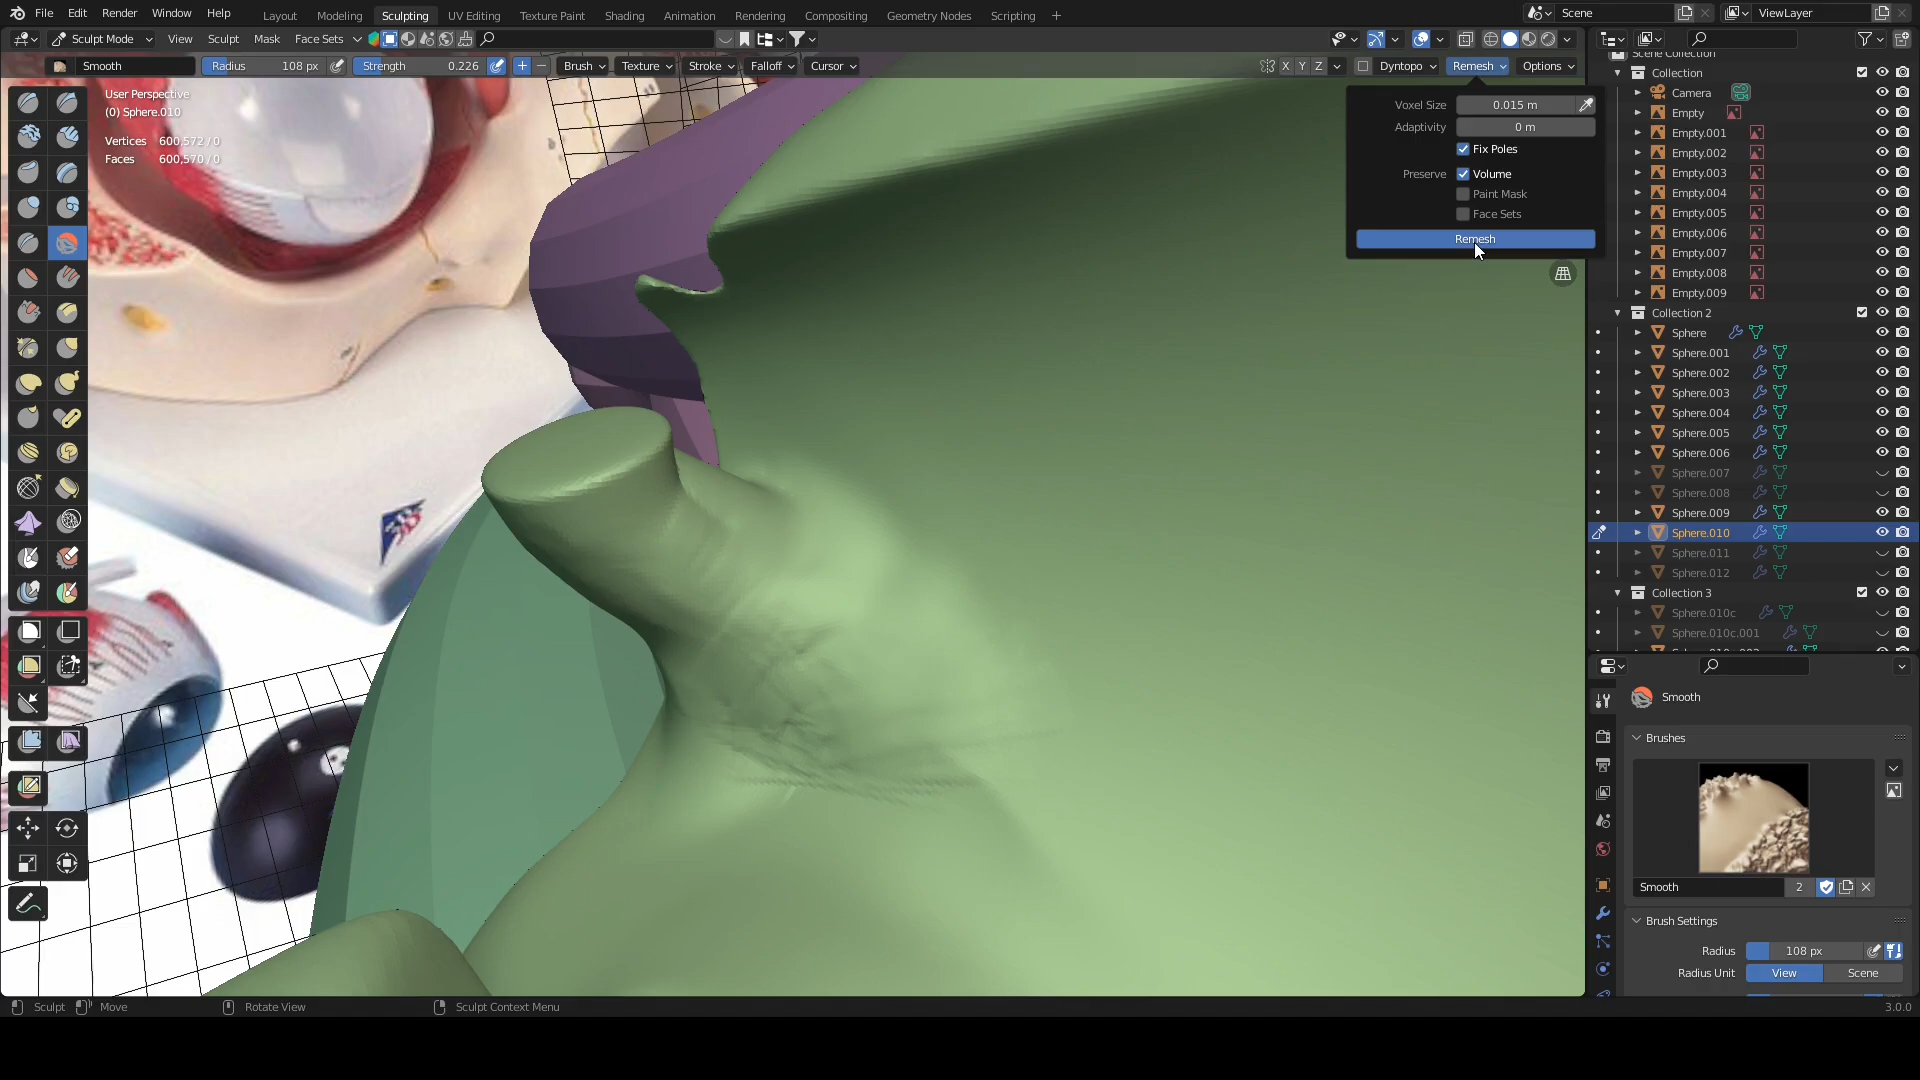 File Edit Render Window Help Layout Modeling Sculpting UV Editing Texture Paint Shading Animation Rendering Compositing Geometry Nodes Scripting + Scene ViewLayer
Sculpt Mode View Sculpt Mask Face Sets
Smooth Radius 108 px Strength 0.226 Brush Texture Stroke Falloff Cursor X Y Z Dyntopo Remesh Options
User Perspective
(0) Sphere.010
Vertices 600,572 / 0
Faces 600,570 / 0
Voxel Size 0.015 m
Adaptivity 0 m
Fix Poles
Preserve Volume
Paint Mask
Face Sets
Remesh
Scene Collection
Collection
Camera
Empty
Empty.001
Empty.002
Empty.003
Empty.004
Empty.005
Empty.006
Empty.007
Empty.008
Empty.009
Collection 2
Sphere
Sphere.001
Sphere.002
Sphere.003
Sphere.004
Sphere.005
Sphere.006
Sphere.007
Sphere.008
Sphere.009
Sphere.010
Sphere.011
Sphere.012
Collection 3
Sphere.010c
Sphere.010c.001
Smooth
Brushes
Smooth 2
Brush Settings
Radius 108 px
Radius Unit View Scene
Sculpt Move Rotate View Sculpt Context Menu 3.0.0